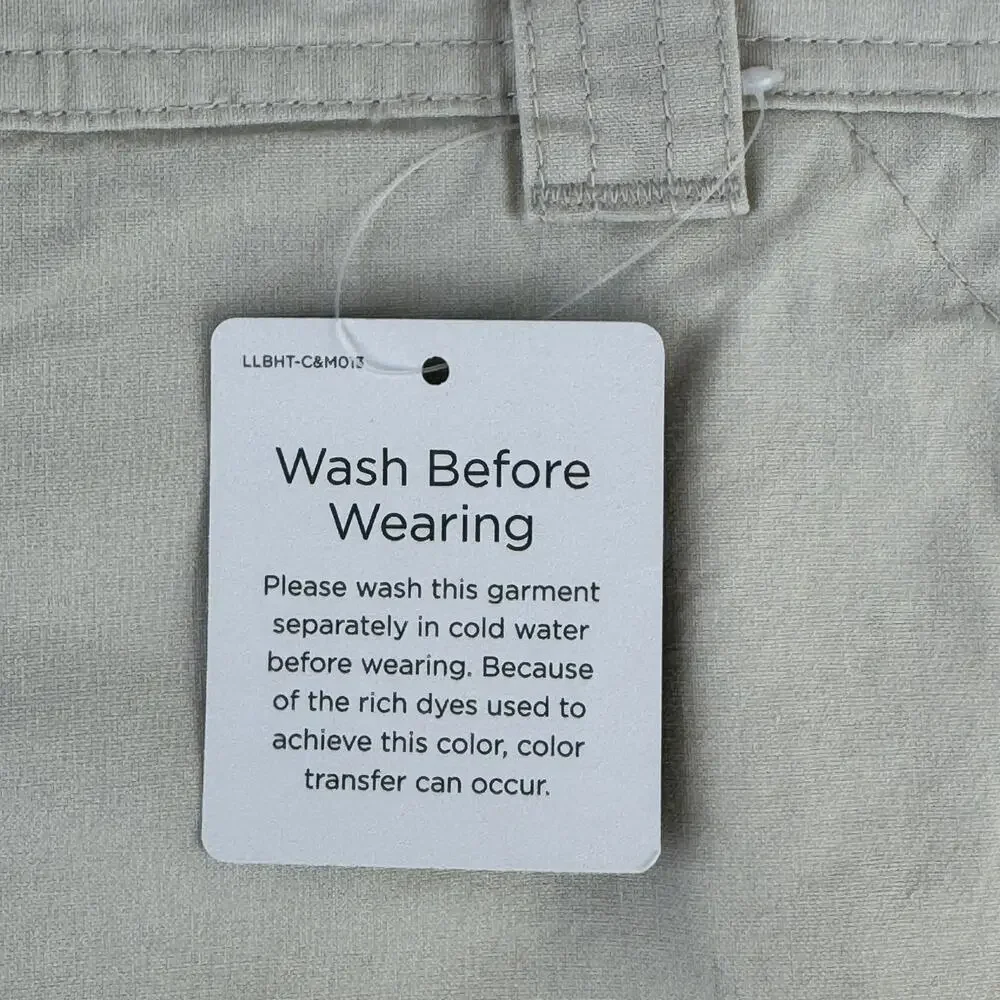 LLBHT-C&M013
Wash Before
Wearing
Please wash this garment
separately in cold water
before wearing. Because
of the rich dyes used to
achieve this color, color
transfer can occur.